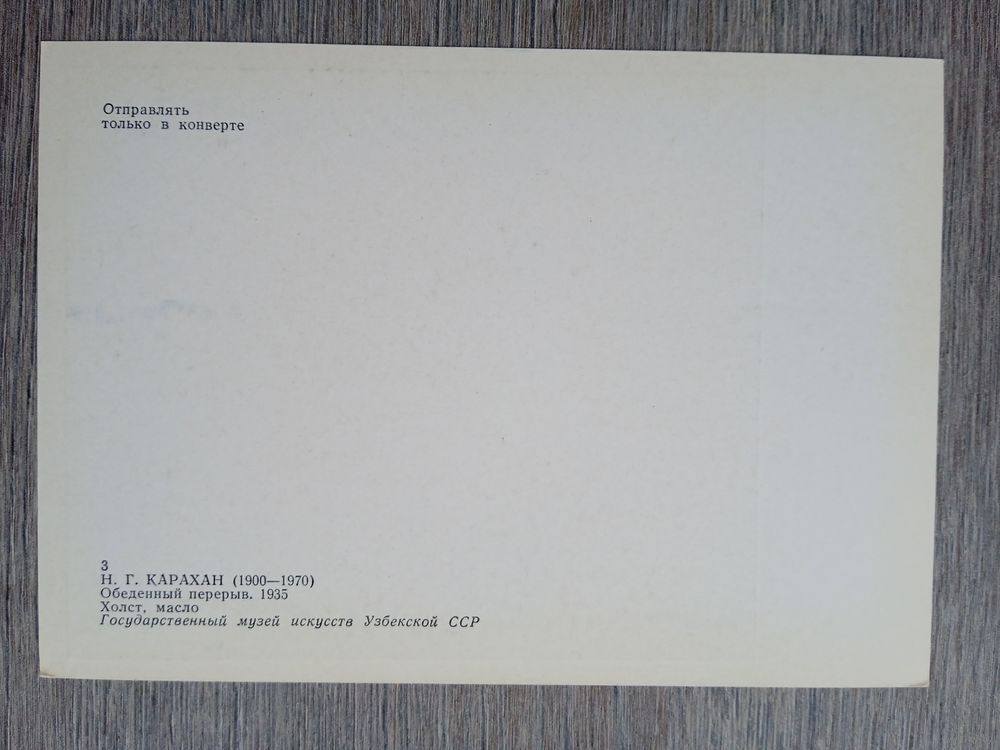 Отправлять
только в конверте
3
Н. Г. КАРАХАН (1900—1970)
Обеденный перерыв. 1935
Холст, масло
Государственный музей искусств Узбекской ССР